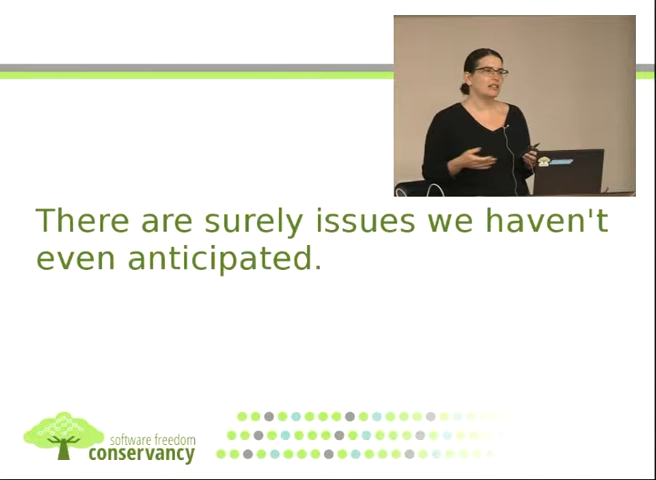 There are surely issues we haven't
even anticipated.
software freedom
conservancy